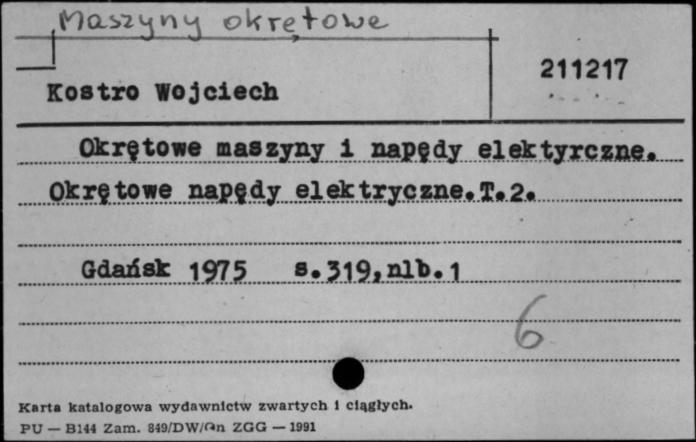 Maszyny okrętowe
211217
Kostro Wojciech
Okrętowe maszyny i napędy elektyrczne.
Okrętowe napędy elektryczne.T.2.
Gdańsk 1975 s.319,nlb.1
6
Karta katalogowa wydawnictw zwartych i ciągłych.
PU — B144 Zam. 849/DW/Gn ZGG — 1991